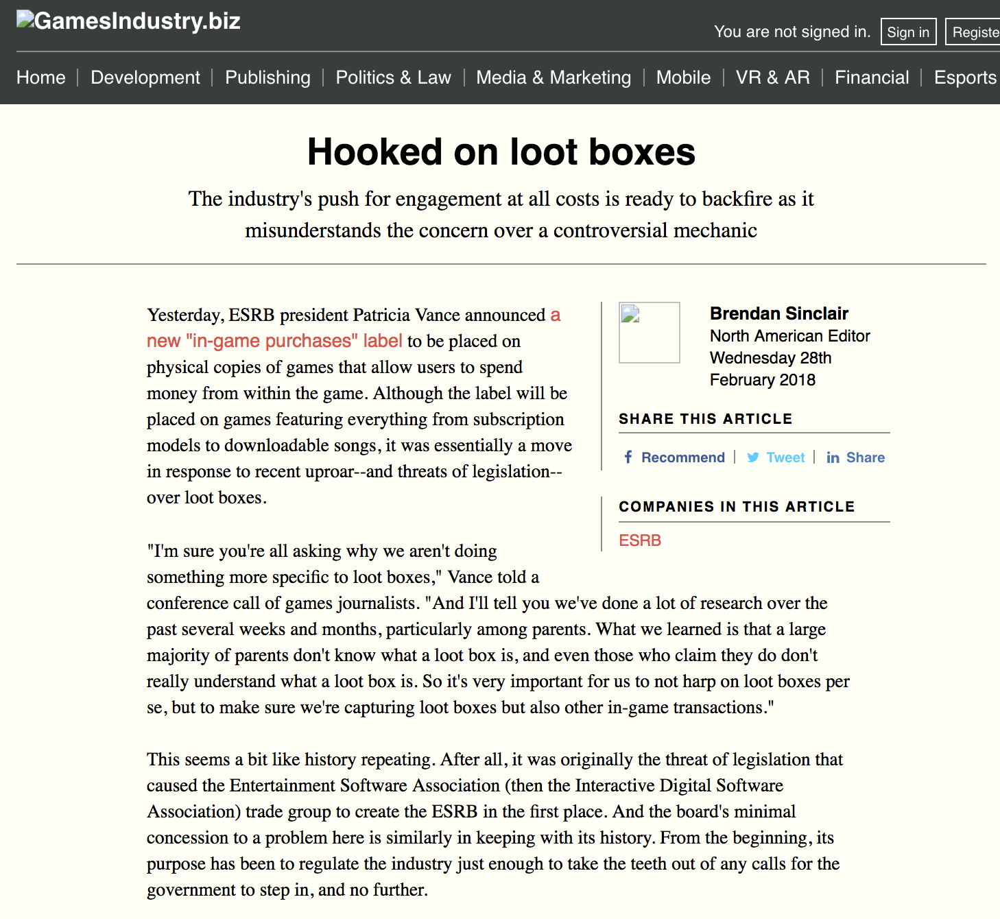 GamesIndustry.biz
You are not signed in. Sign in Registe
Home | Development | Publishing | Politics & Law | Media & Marketing | Mobile | VR & AR | Financial | Esports
Hooked on loot boxes
The industry's push for engagement at all costs is ready to backfire as it
misunderstands the concern over a controversial mechanic
Yesterday, ESRB president Patricia Vance announced a
new "in-game purchases" label to be placed on
physical copies of games that allow users to spend
money from within the game. Although the label will be
placed on games featuring everything from subscription
models to downloadable songs, it was essentially a move
in response to recent uproar--and threats of legislation--
over loot boxes.
Brendan Sinclair
North American Editor
Wednesday 28th
February 2018
SHARE THIS ARTICLE
Recommend | Tweet | Share
COMPANIES IN THIS ARTICLE
ESRB
"I'm sure you're all asking why we aren't doing
something more specific to loot boxes," Vance told a
conference call of games journalists. "And I'll tell you we've done a lot of research over the
past several weeks and months, particularly among parents. What we learned is that a large
majority of parents don't know what a loot box is, and even those who claim they do don't
really understand what a loot box is. So it's very important for us to not harp on loot boxes per
se, but to make sure we're capturing loot boxes but also other in-game transactions."
This seems a bit like history repeating. After all, it was originally the threat of legislation that
caused the Entertainment Software Association (then the Interactive Digital Software
Association) trade group to create the ESRB in the first place. And the board's minimal
concession to a problem here is similarly in keeping with its history. From the beginning, its
purpose has been to regulate the industry just enough to take the teeth out of any calls for the
government to step in, and no further.